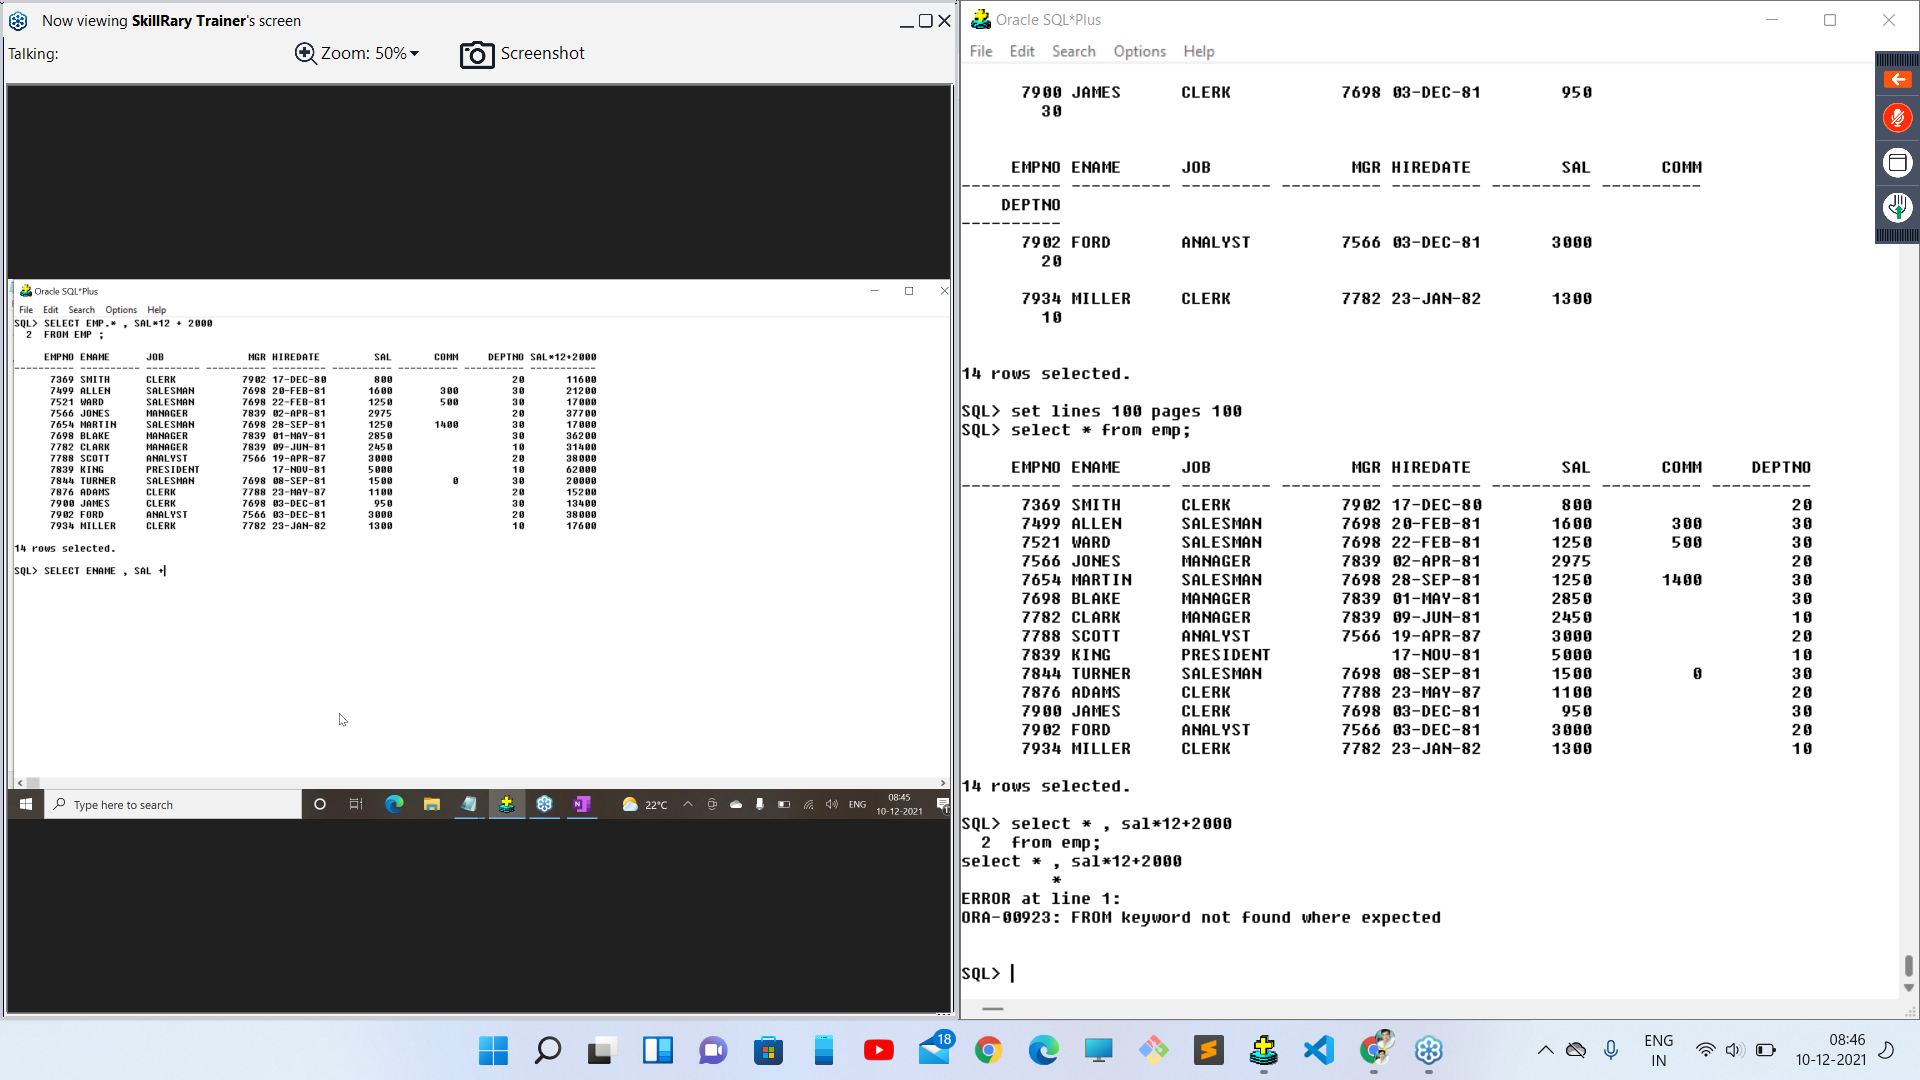 Now viewing SkillRary Trainer's screen
Talking:
Zoom: 50%
Screenshot
Oracle SQL*Plus
File Edit Search Options Help
SQL> SELECT EMP.* , SAL*12 + 2000
2 FROM EMP ;
EMPNO ENAME JOB MGR HIREDATE SAL COMM DEPTNO SAL*12+2000
---------- ---------- --------- ---------- --------- ---------- ---------- ---------- -----------
7369 SMITH CLERK 7902 17-DEC-80 800 20 11600
7499 ALLEN SALESMAN 7698 20-FEB-81 1600 300 30 21200
7521 WARD SALESMAN 7698 22-FEB-81 1250 500 30 17000
7566 JONES MANAGER 7839 02-APR-81 2975 20 37700
7654 MARTIN SALESMAN 7698 28-SEP-81 1250 1400 30 17000
7698 BLAKE MANAGER 7839 01-MAY-81 2850 30 36200
7782 CLARK MANAGER 7839 09-JUN-81 2450 10 31400
7788 SCOTT ANALYST 7566 19-APR-87 3000 20 38000
7839 KING PRESIDENT 17-NOV-81 5000 10 62000
7844 TURNER SALESMAN 7698 08-SEP-81 1500 0 30 20000
7876 ADAMS CLERK 7788 23-MAY-87 1100 20 15200
7900 JAMES CLERK 7698 03-DEC-81 950 30 13400
7902 FORD ANALYST 7566 03-DEC-81 3000 20 38000
7934 MILLER CLERK 7782 23-JAN-82 1300 10 17600
14 rows selected.
SQL> SELECT ENAME , SAL +
Type here to search
22°C
ENG
08:45
10-12-2021
Oracle SQL*Plus
File Edit Search Options Help
7900 JAMES CLERK 7698 03-DEC-81 950
30
EMPNO ENAME JOB MGR HIREDATE SAL COMM
---------- ---------- --------- ---------- --------- ---------- ----------
DEPTNO
----------
7902 FORD ANALYST 7566 03-DEC-81 3000
20
7934 MILLER CLERK 7782 23-JAN-82 1300
10
14 rows selected.
SQL> set lines 100 pages 100
SQL> select * from emp;
EMPNO ENAME JOB MGR HIREDATE SAL COMM DEPTNO
---------- ---------- --------- ---------- --------- ---------- ---------- ----------
7369 SMITH CLERK 7902 17-DEC-80 800 20
7499 ALLEN SALESMAN 7698 20-FEB-81 1600 300 30
7521 WARD SALESMAN 7698 22-FEB-81 1250 500 30
7566 JONES MANAGER 7839 02-APR-81 2975 20
7654 MARTIN SALESMAN 7698 28-SEP-81 1250 1400 30
7698 BLAKE MANAGER 7839 01-MAY-81 2850 30
7782 CLARK MANAGER 7839 09-JUN-81 2450 10
7788 SCOTT ANALYST 7566 19-APR-87 3000 20
7839 KING PRESIDENT 17-NOV-81 5000 10
7844 TURNER SALESMAN 7698 08-SEP-81 1500 0 30
7876 ADAMS CLERK 7788 23-MAY-87 1100 20
7900 JAMES CLERK 7698 03-DEC-81 950 30
7902 FORD ANALYST 7566 03-DEC-81 3000 20
7934 MILLER CLERK 7782 23-JAN-82 1300 10
14 rows selected.
SQL> select * , sal*12+2000
2 from emp;
select * , sal*12+2000
*
ERROR at line 1:
ORA-00923: FROM keyword not found where expected
SQL>
18
ENG
IN
08:46
10-12-2021